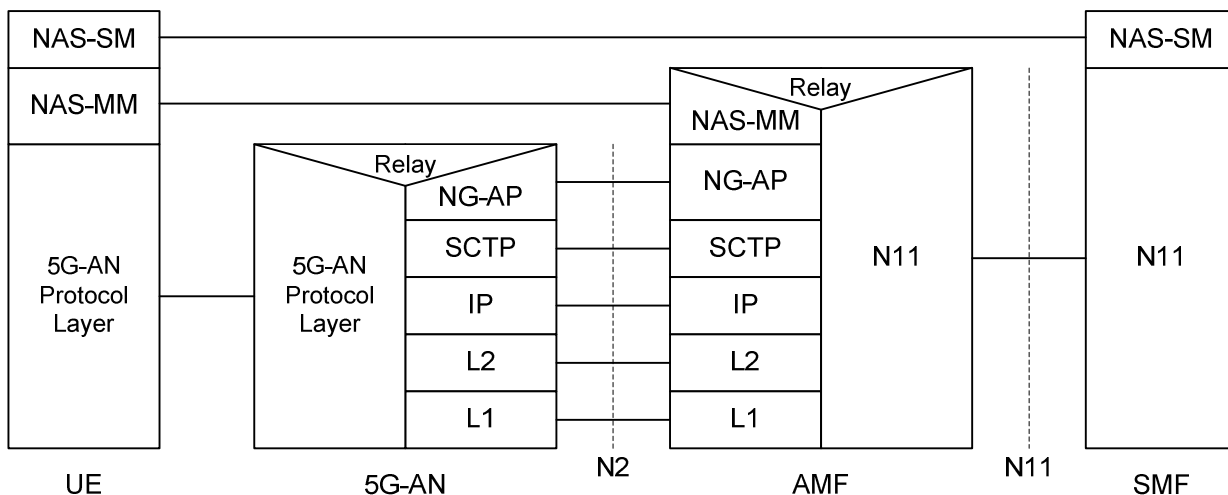 NAS-SM
NAS-SM
NAS-MM
Relay
NAS-MM
Relay
NG-AP
NG-AP
5G-AN
Protocol
Layer
5G-AN
Protocol
Layer
SCTP
SCTP
N11
N11
IP
IP
L2
L2
L1
L1
UE
5G-AN
N2
AMF
N11
SMF